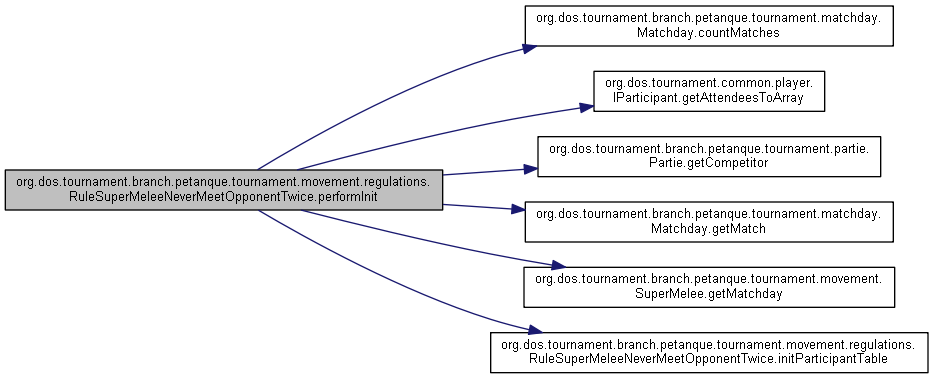 org.dos.tournament.branch.petanque.tournament.matchday.
Matchday.countMatches
org.dos.tournament.common.player.
IParticipant.getAttendeesToArray
org.dos.tournament.branch.petanque.tournament.partie.
Partie.getCompetitor
org.dos.tournament.branch.petanque.tournament.movement.regulations.
RuleSuperMeleeNeverMeetOpponentTwice.performInit
org.dos.tournament.branch.petanque.tournament.matchday.
Matchday.getMatch
org.dos.tournament.branch.petanque.tournament.movement.
SuperMelee.getMatchday
org.dos.tournament.branch.petanque.tournament.movement.regulations.
RuleSuperMeleeNeverMeetOpponentTwice.initParticipantTable